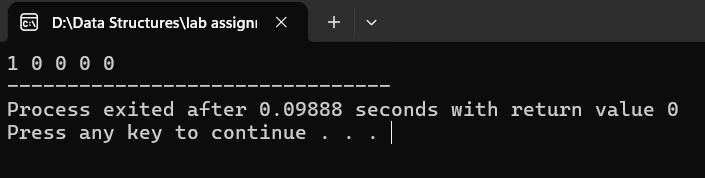 D:\Data Structures\lab assignı
1 0 0 0 0
--------------------------------
Process exited after 0.09888 seconds with return value 0
Press any key to continue . . .